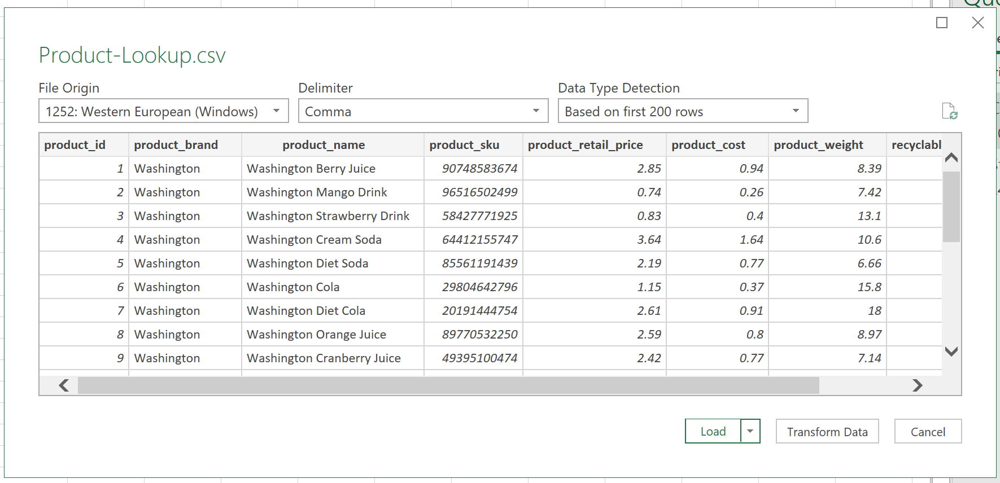 Product-Lookup.csv
File Origin Delimiter Data Type Detection
1252: Western European (Windows) Comma Based on first 200 rows
product_id product_brand product_name product_sku product_retail_price product_cost product_weight recyclabl
1 Washington Washington Berry Juice 90748583674 2.85 0.94 8.39
2 Washington Washington Mango Drink 96516502499 0.74 0.26 7.42
3 Washington Washington Strawberry Drink 58427771925 0.83 0.4 13.1
4 Washington Washington Cream Soda 64412155747 3.64 1.64 10.6
5 Washington Washington Diet Soda 85561191439 2.19 0.77 6.66
6 Washington Washington Cola 29804642796 1.15 0.37 15.8
7 Washington Washington Diet Cola 20191444754 2.61 0.91 18
8 Washington Washington Orange Juice 89770532250 2.59 0.8 8.97
9 Washington Washington Cranberry Juice 49395100474 2.42 0.77 7.14
Load Transform Data Cancel